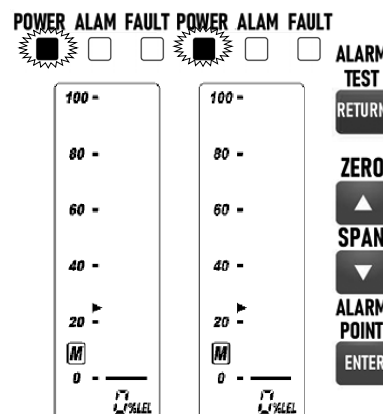 POWER ALAM FAULT POWER ALAM FAULT
ALARM
TEST
RETURN
100 100
80 80
ZERO
60 60
SPAN
40 40
ALARM
POINT
20 20
M M
ENTER
0 0
0%LEL 0%LEL